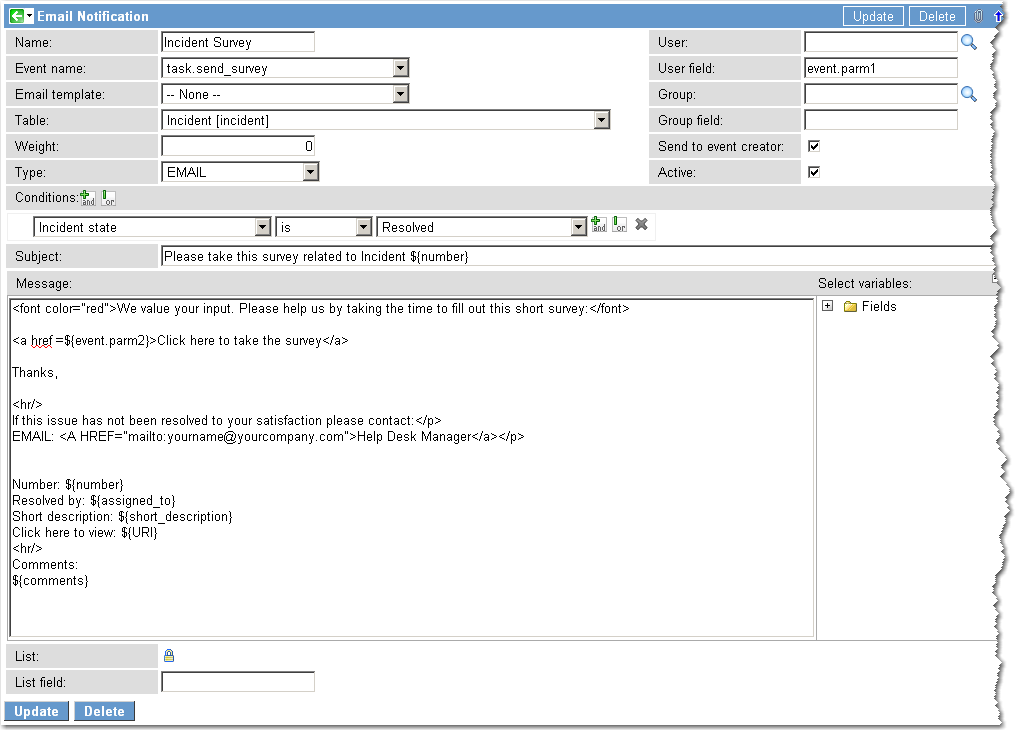 Email Notification Update Delete
Name: Incident Survey User:
Event name: task.send_survey User field: event.parm1
Email template: -- None -- Group:
Table: Incident [incident] Group field:
Weight: 0 Send to event creator:
Type: EMAIL Active:
Conditions: and or
Incident state is Resolved and or
Subject: Please take this survey related to Incident ${number}
Message: Select variables:
<font color="red">We value your input. Please help us by taking the time to fill out this short survey:</font> Fields
<a href=${event.parm2}>Click here to take the survey</a>
Thanks,
<hr/>
If this issue has not been resolved to your satisfaction please contact:</p>
EMAIL: <A HREF="mailto:yourname@yourcompany.com">Help Desk Manager</a></p>
Number: ${number}
Resolved by: ${assigned_to}
Short description: ${short_description}
Click here to view: ${URI}
<hr/>
Comments:
${comments}
List:
List field:
Update Delete